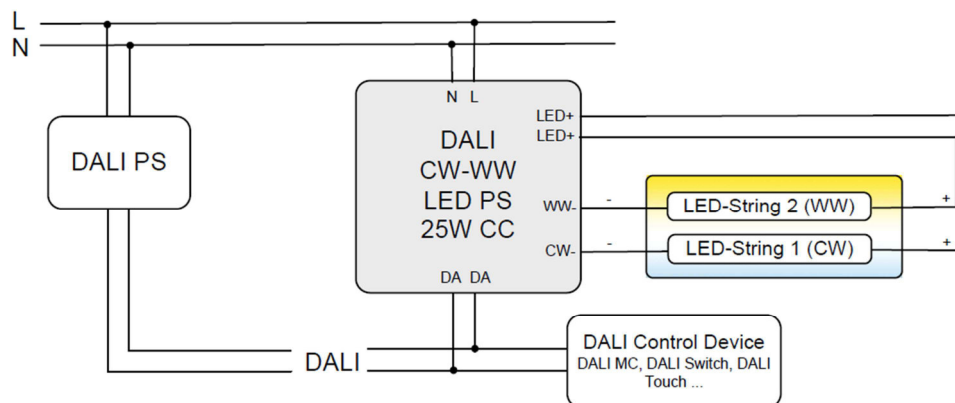 L
N
N L
LED+
LED+
DALI
CW-WW
LED PS
25W CC
DALI PS
WW-
-
LED-String 2 (WW)
+
CW-
-
LED-String 1 (CW)
+
DA DA
DALI
DALI Control Device
DALI MC, DALI Switch, DALI
Touch ...